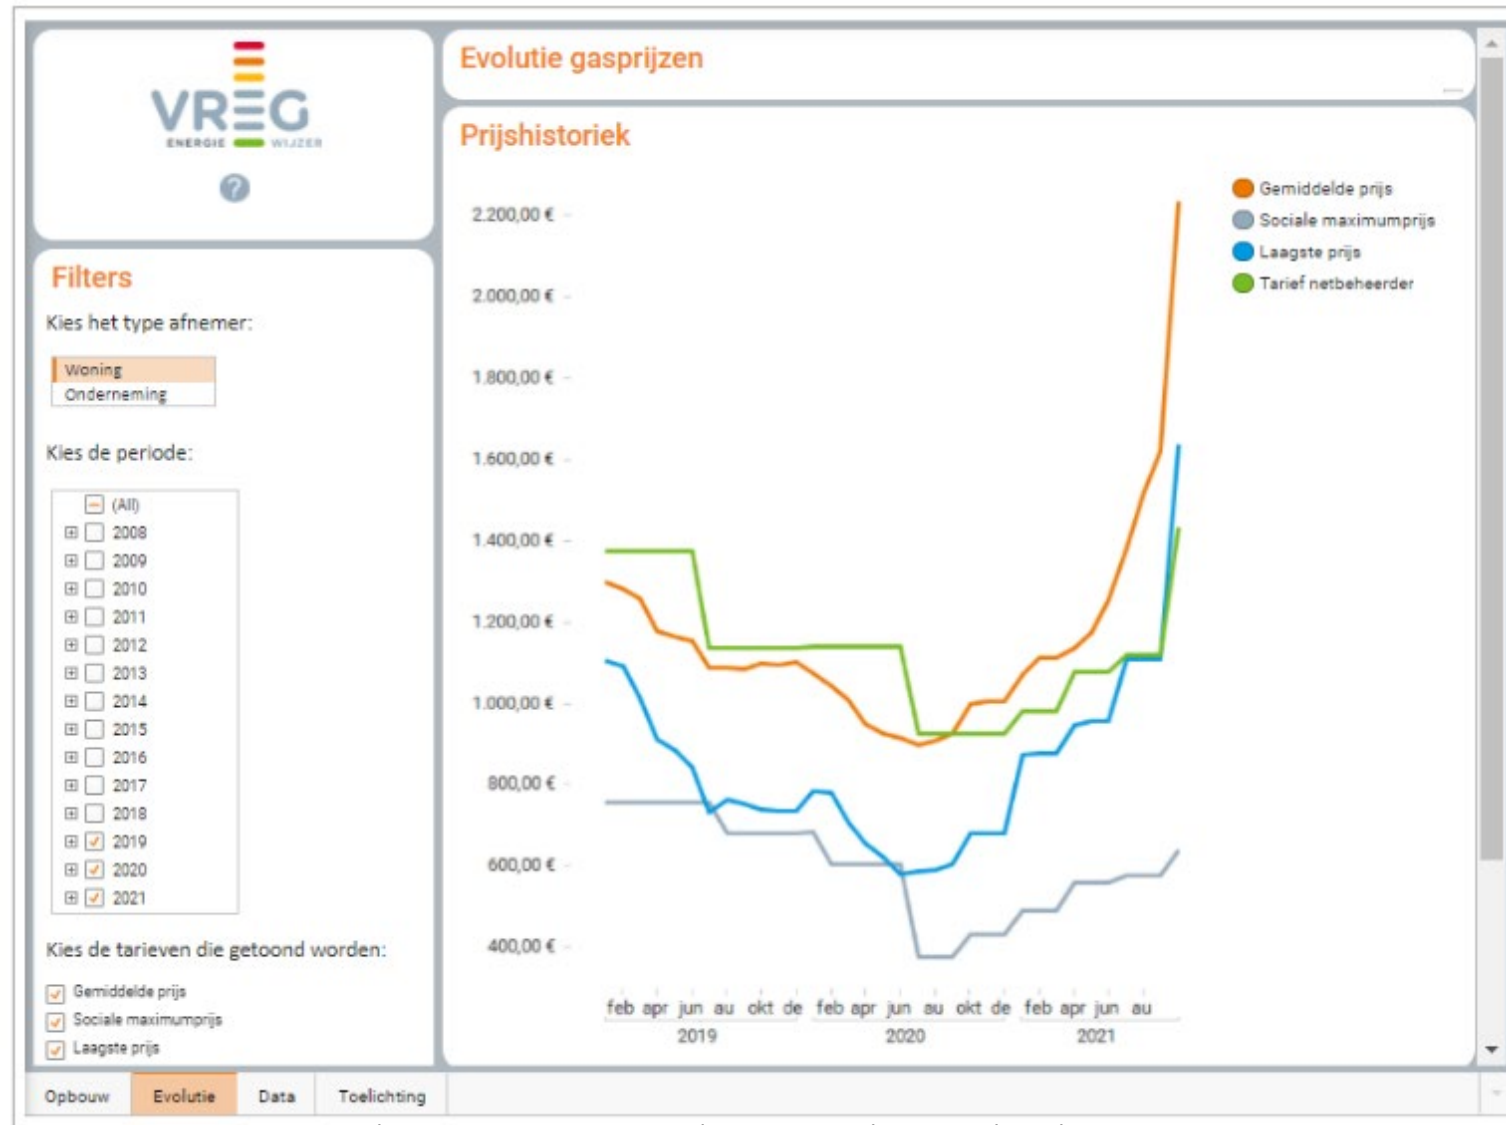 VREG
ENERGIE WIJZER
?
Filters
Kies het type afnemer:
Woning
Onderneming
Kies de periode:
(All)
2008
2009
2010
2011
2012
2013
2014
2015
2016
2017
2018
2019
2020
2021
Kies de tarieven die getoond worden:
Gemiddelde prijs
Sociale maximumprijs
Laagste prijs
Evolutie gasprijzen
Prijshistoriek
2.200,00 €
2.000,00 €
1.800,00 €
1.600,00 €
1.400,00 €
1.200,00 €
1.000,00 €
800,00 €
600,00 €
400,00 €
Gemiddelde prijs
Sociale maximumprijs
Laagste prijs
Tarief netbeheerder
feb apr jun au okt de feb apr jun au okt de feb apr jun au
2019 2020 2021
Opbouw Evolutie Data Toelichting